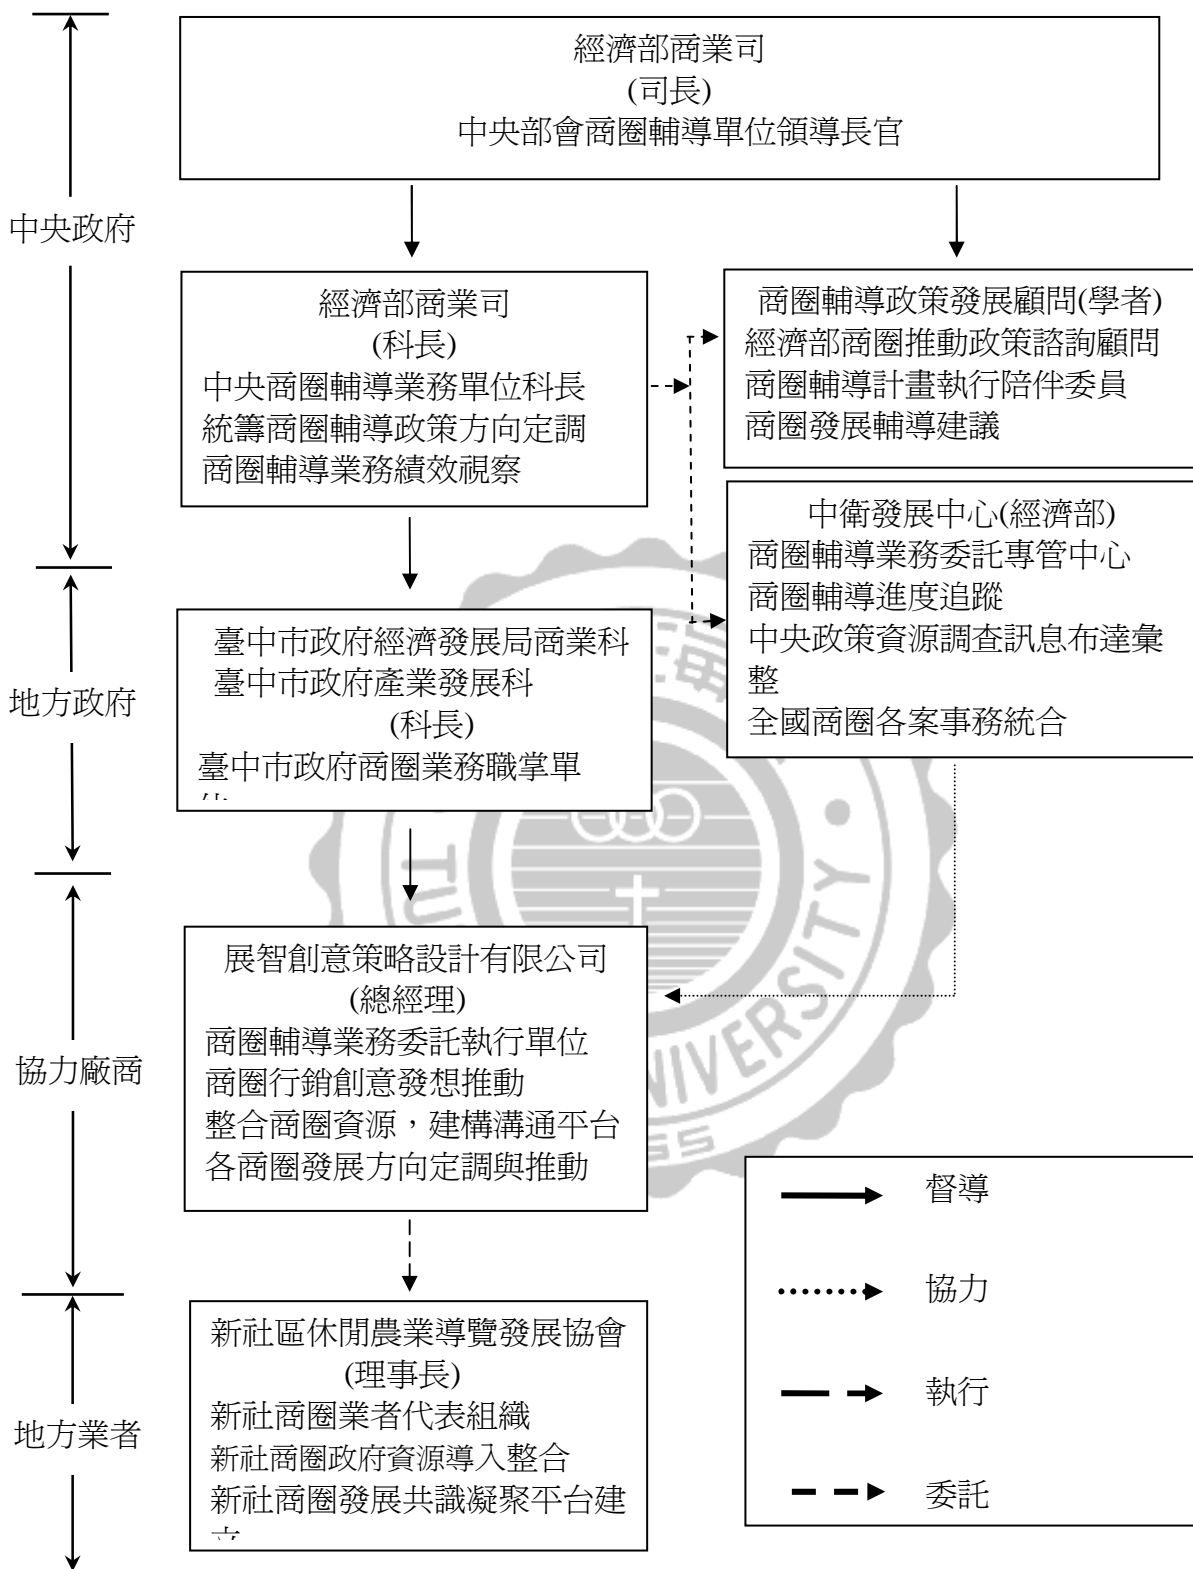 經濟部商業司
(司長)
中央部會商圈輔導單位領導長官
中央政府
經濟部商業司
(科長)
中央商圈輔導業務單位科長
統籌商圈輔導政策方向定調
商圈輔導業務績效視察
商圈輔導政策發展顧問(學者)
經濟部商圈推動政策諮詢顧問
商圈輔導計畫執行陪伴委員
商圈發展輔導建議
中衛發展中心(經濟部)
商圈輔導業務委託專管中心
商圈輔導進度追蹤
中央政策資源調查訊息布達彙
整
全國商圈各案事務統合
地方政府
臺中市政府經濟發展局商業科
臺中市政府產業發展科
(科長)
臺中市政府商圈業務職掌單
協力廠商
展智創意策略設計有限公司
(總經理)
商圈輔導業務委託執行單位
商圈行銷創意發想推動
整合商圈資源，建構溝通平台
各商圈發展方向定調與推動
地方業者
新社區休閒農業導覽發展協會
(理事長)
新社商圈業者代表組織
新社商圈政府資源導入整合
新社商圈發展共識凝聚平台建
督導
協力
執行
委託
UNIVERSITY